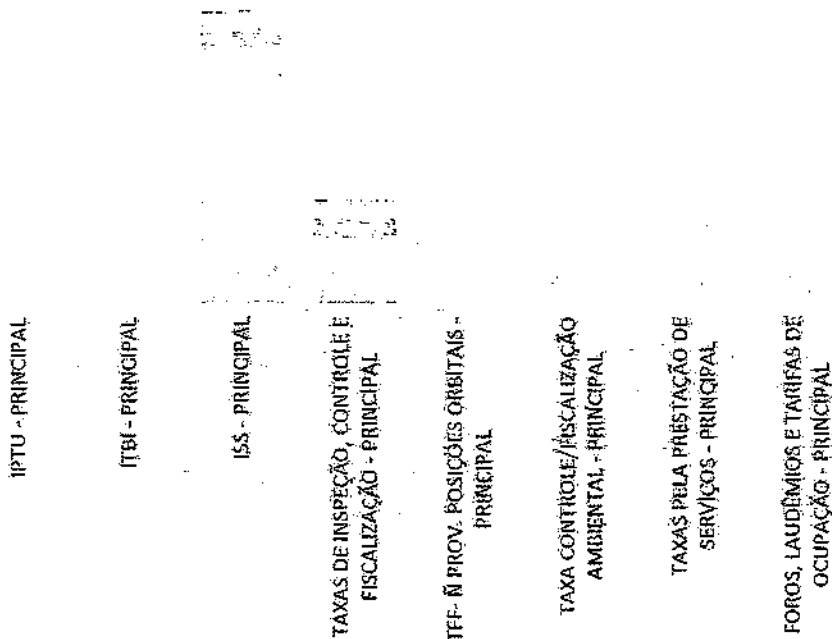 IPTU - PRINCIPAL
ITBI - PRINCIPAL
ISS - PRINCIPAL
TAXAS DE INSPEÇÃO, CONTROLE E
FISCALIZAÇÃO - PRINCIPAL
TFF- Ñ PROV. POSIÇÕES ORBITAIS -
PRINCIPAL
TAXA CONTROLE/FISCALIZAÇÃO
AMBIENTAL - PRINCIPAL
TAXAS PELA PRESTAÇÃO DE
SERVIÇOS - PRINCIPAL
FOROS, LAUDÊMIOS E TARIFAS DE
OCUPAÇÃO - PRINCIPAL